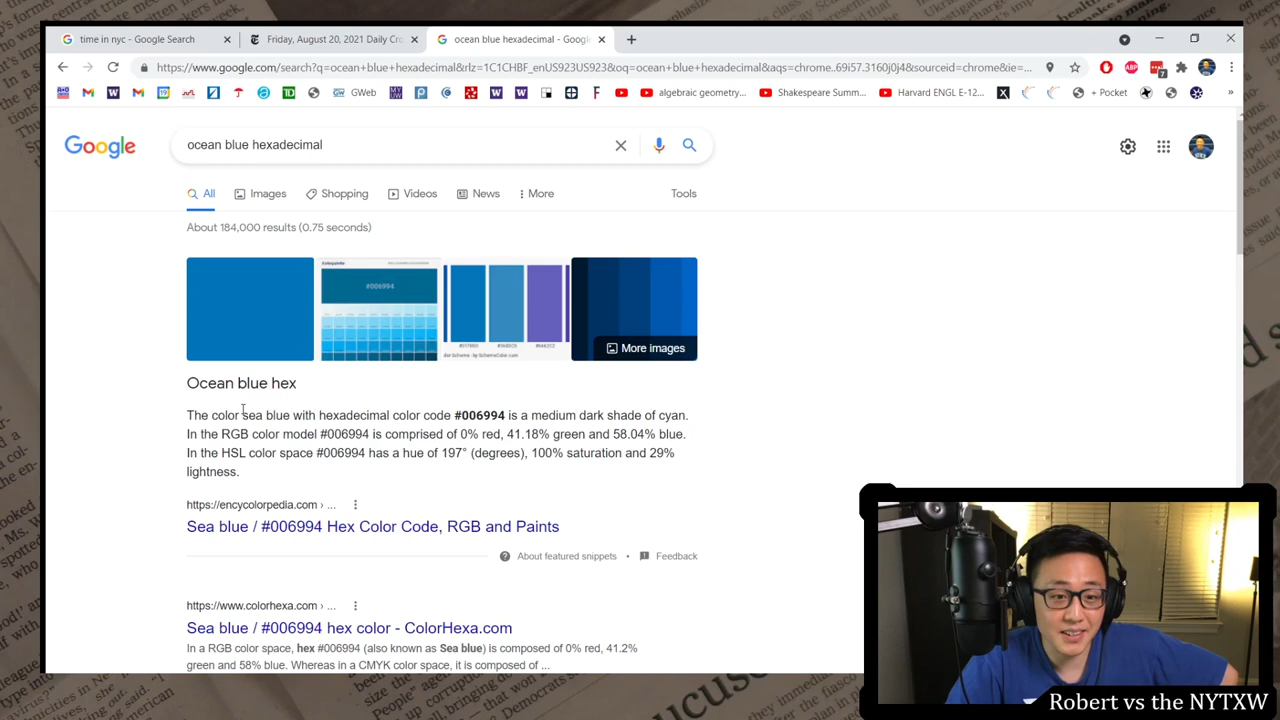 time in nyc - Google Search
Friday, August 20, 2021 Daily Cr
ocean blue hexadecimal - Goog
https://www.google.com/search?q=ocean+blue+hexadecimal&rlz=1C1CHBF_enUS923US923&oq=ocean+blue+hexadecimal&aqs=chrome..69i57.3160j0j4&sourceid=chrome&ie=...
GWeb
algebraic geometry...
Shakespeare Summ...
Harvard ENGL E-12...
+ Pocket
Google
ocean blue hexadecimal
All
Images
Shopping
Videos
News
More
Tools
About 184,000 results (0.75 seconds)
#006994
More images
Ocean blue hex
The color sea blue with hexadecimal color code #006994 is a medium dark shade of cyan.
In the RGB color model #006994 is comprised of 0% red, 41.18% green and 58.04% blue.
In the HSL color space #006994 has a hue of 197° (degrees), 100% saturation and 29%
lightness.
https://encycolorpedia.com › ...
Sea blue / #006994 Hex Color Code, RGB and Paints
About featured snippets • Feedback
https://www.colorhexa.com › ...
Sea blue / #006994 hex color - ColorHexa.com
In a RGB color space, hex #006994 (also known as Sea blue) is composed of 0% red, 41.2%
green and 58% blue. Whereas in a CMYK color space, it is composed of ...
Robert vs the NYTXW